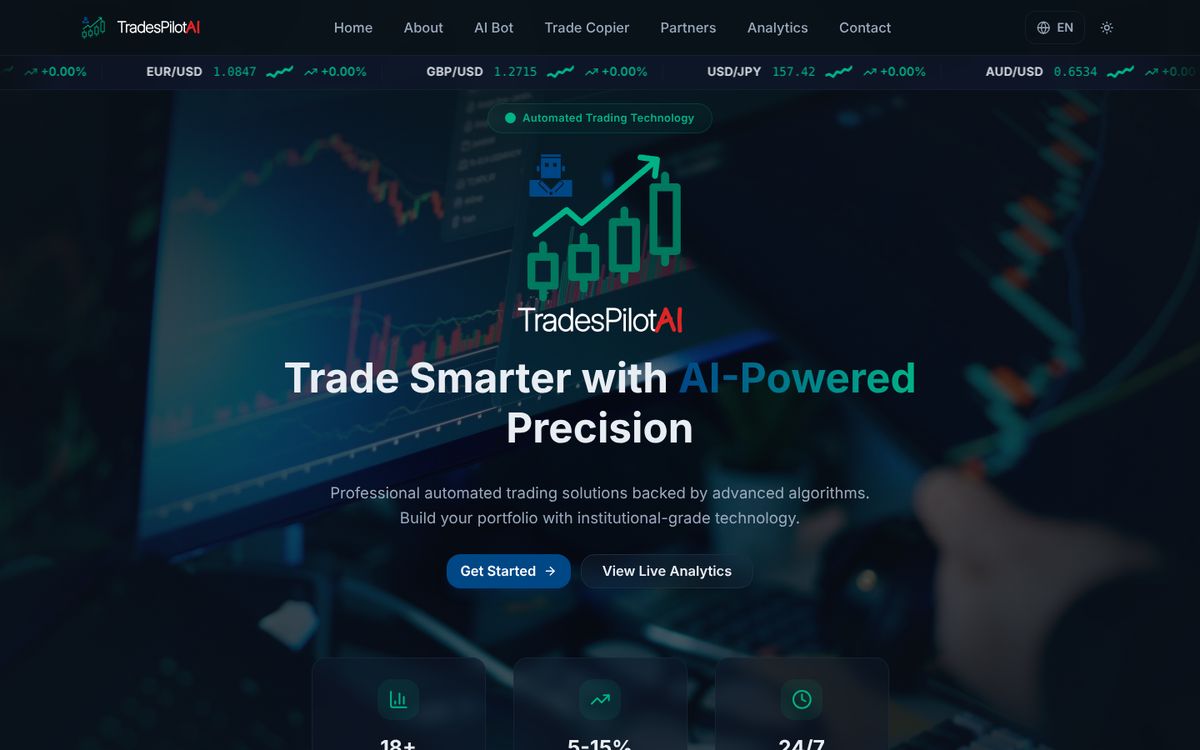 TradesPilotAI
Home About AI Bot Trade Copier Partners Analytics Contact
EN
+0.00% EUR/USD 1.0847 +0.00% GBP/USD 1.2715 +0.00% USD/JPY 157.42 +0.00% AUD/USD 0.6534 +0.00
Automated Trading Technology
TradesPilotAI
Trade Smarter with AI-Powered
Precision
Professional automated trading solutions backed by advanced algorithms.
Build your portfolio with institutional-grade technology.
Get Started
View Live Analytics
18+ 5-15% 24/7